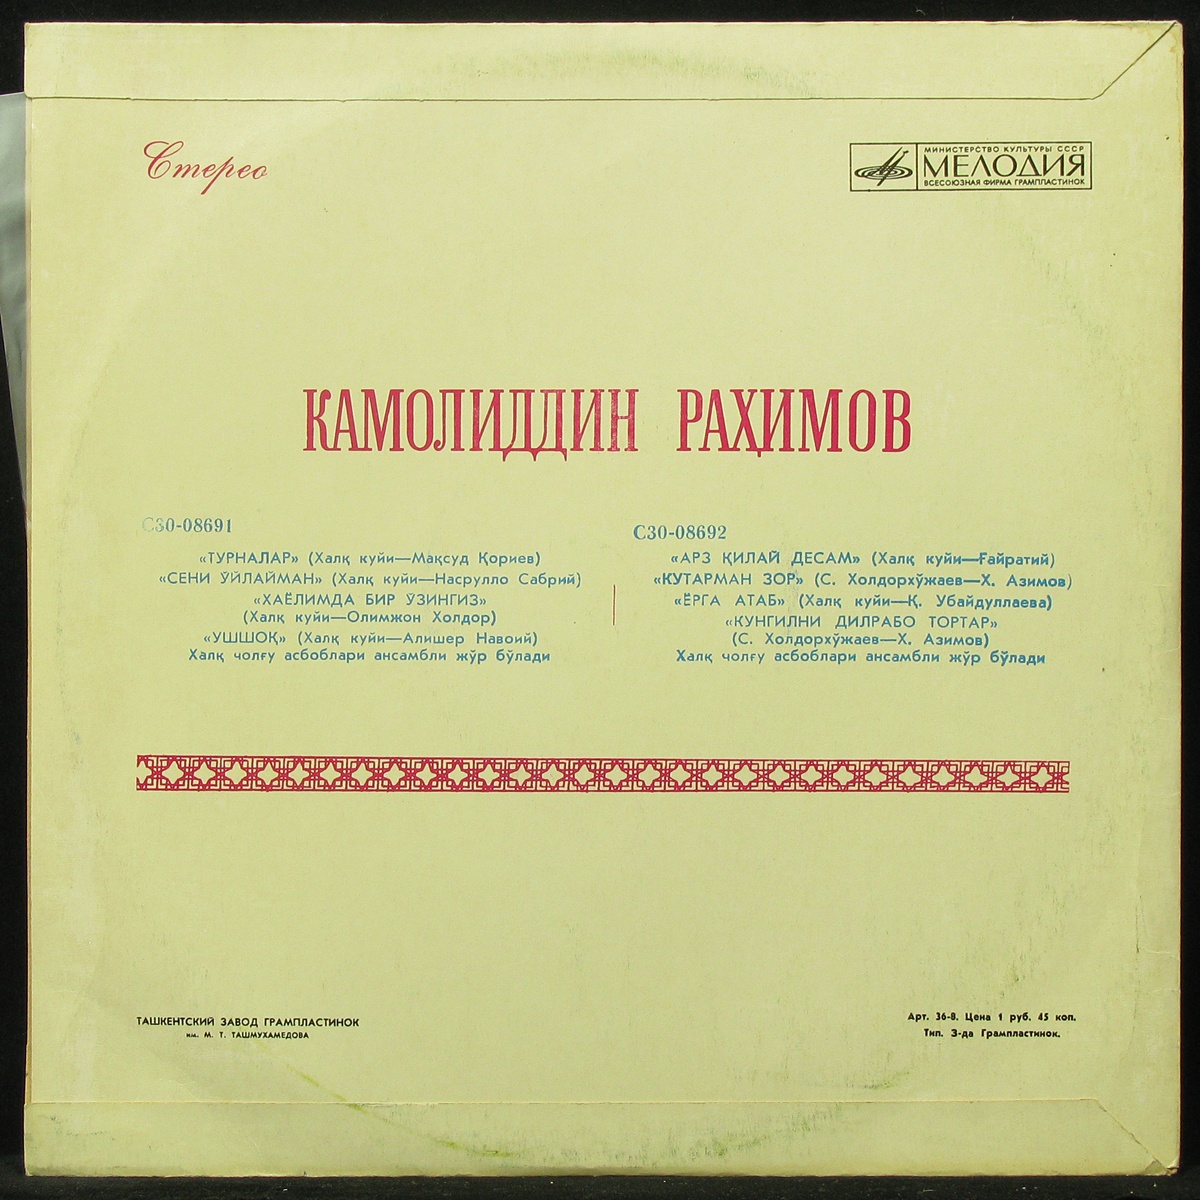 Стерео
МИНИСТЕРСТВО КУЛЬТУРЫ СССР
МЕЛОДИЯ
ВСЕСОЮЗНАЯ ФИРМА ГРАМПЛАСТИНОК
КАМОЛИДДИН РАҲИМОВ
С30-08691
«ТУРНАЛАР» (Халқ куйи—Мақсуд Қориев)
«СЕНИ ЎЙЛАЙМАН» (Халқ куйи—Насрулло Сабрий)
«ХАЁЛИМДА БИР ЎЗИНГИЗ»
(Халқ куйи—Олимжон Холдор)
«УШШОҚ» (Халқ куйи—Алишер Навоий)
Халқ чолғу асбоблари ансамбли жўр бўлади
С30-08692
«АРЗ ҚИЛАЙ ДЕСАМ» (Халқ куйи—Ғайратий)
«КУТАРМАН ЗОР» (С. Холдорхўжаев—Х. Азимов)
«ЁРГА АТАБ» (Халқ куйи—Қ. Убайдуллаева)
«КУНГИЛНИ ДИЛРАБО ТОРТАР»
(С. Холдорхўжаев—Х. Азимов)
Халқ чолғу асбоблари ансамбли жўр бўлади
ТАШКЕНТСКИЙ ЗАВОД ГРАМПЛАСТИНОК
им. М. Т. ТАШМУХАМЕДОВА
Арт. 36-8. Цена 1 руб. 45 коп.
Тип. З-да Грампластинок.